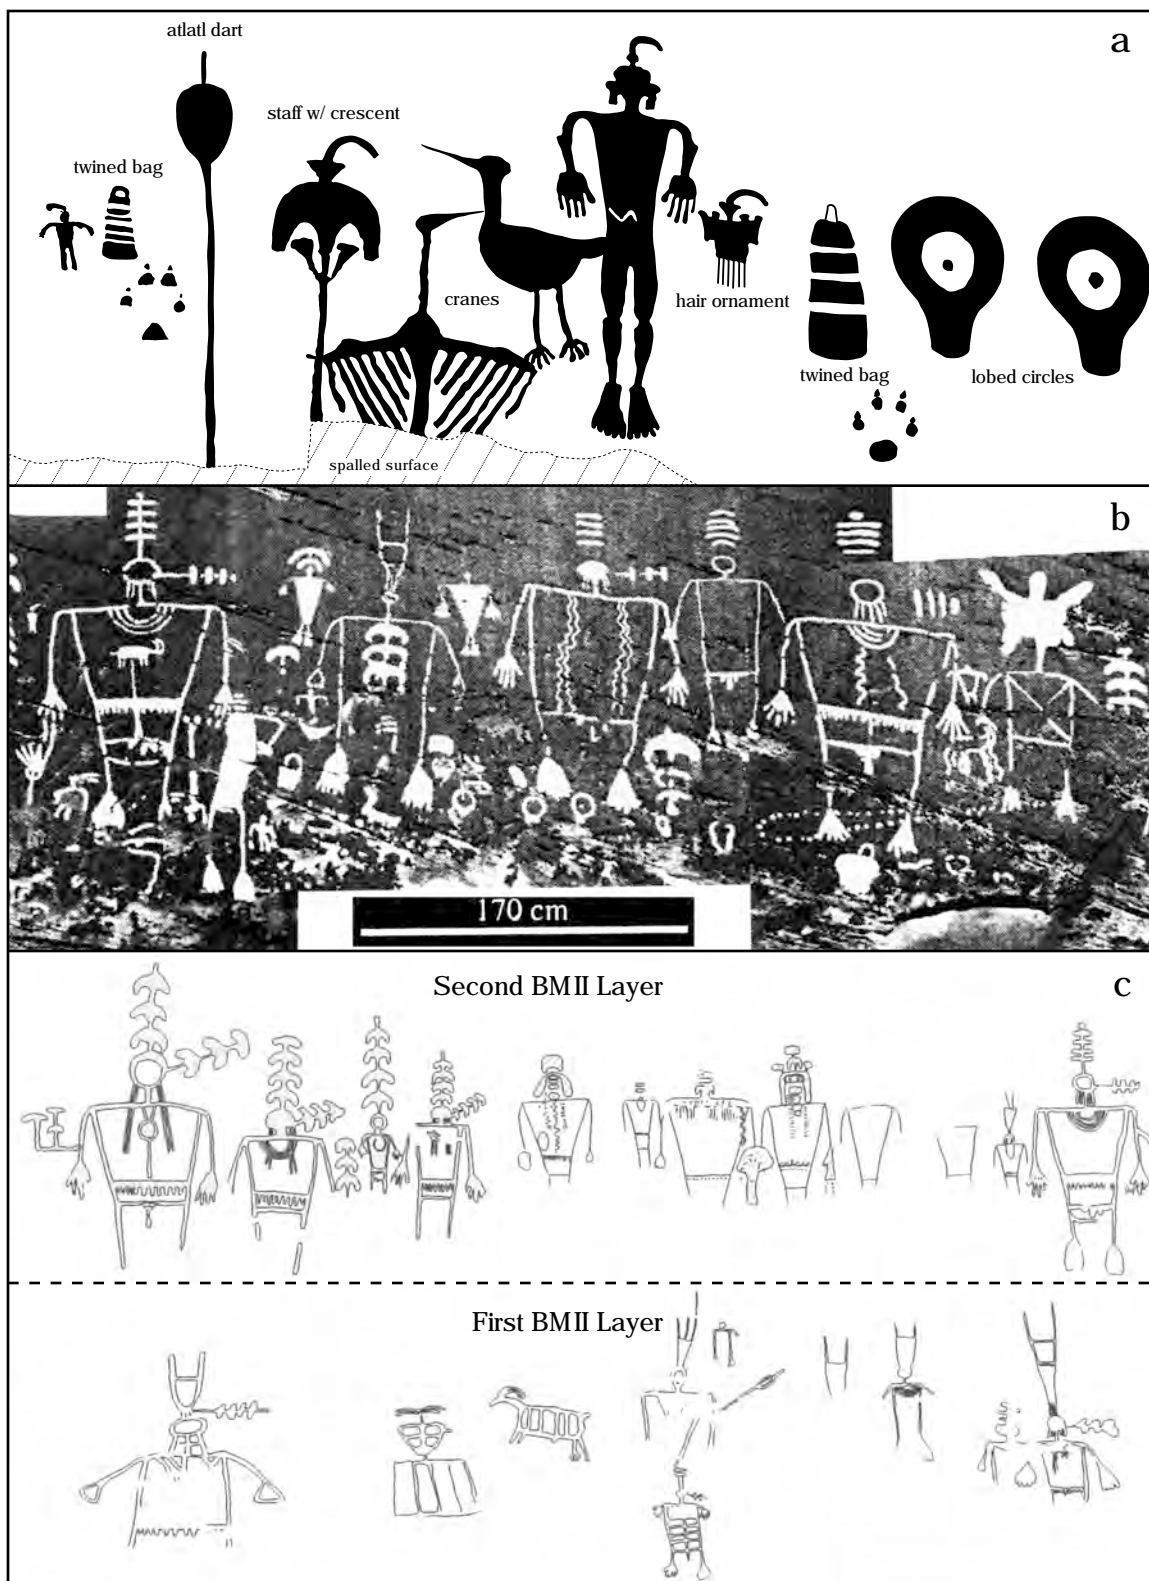 atlatl dart
a
staff w/ crescent
twined bag
cranes
hair ornament
twined bag
lobed circles
spalled surface
b
170 cm
Second BMII Layer
c
First BMII Layer